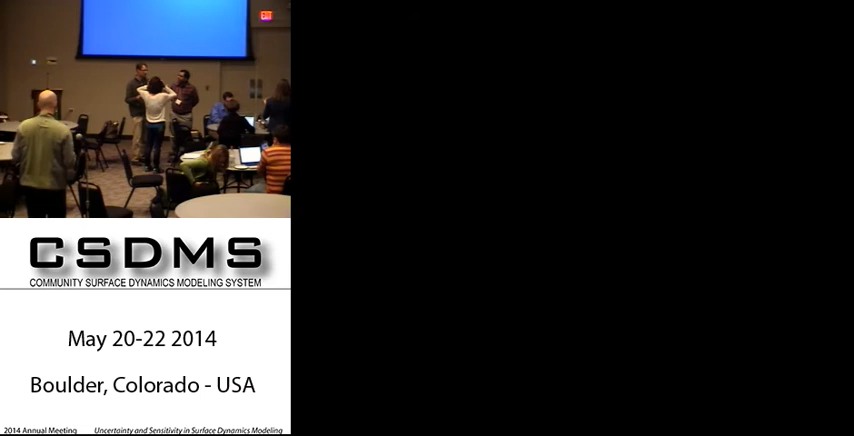 CSDMS
COMMUNITY SURFACE DYNAMICS MODELING SYSTEM
May 20-22 2014
Boulder, Colorado - USA
2014 Annual Meeting Uncertainty and Sensitivity in Surface Dynamics Modeling